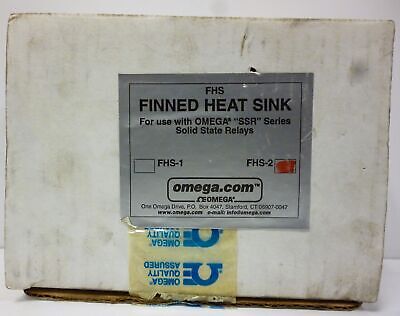 FHS
FINNED HEAT SINK
For use with OMEGA® "SSR" Series
Solid State Relays
FHS-1
FHS-2
omega.com™
ΩOMEGA®
One Omega Drive, P.O. Box 4047, Stamford, CT 06907-0047
www.omega.com e-mail: info@omega.com
OMEGA®
QUALITY
ASSURED
OMEGA®
QUALITY
ASSURED